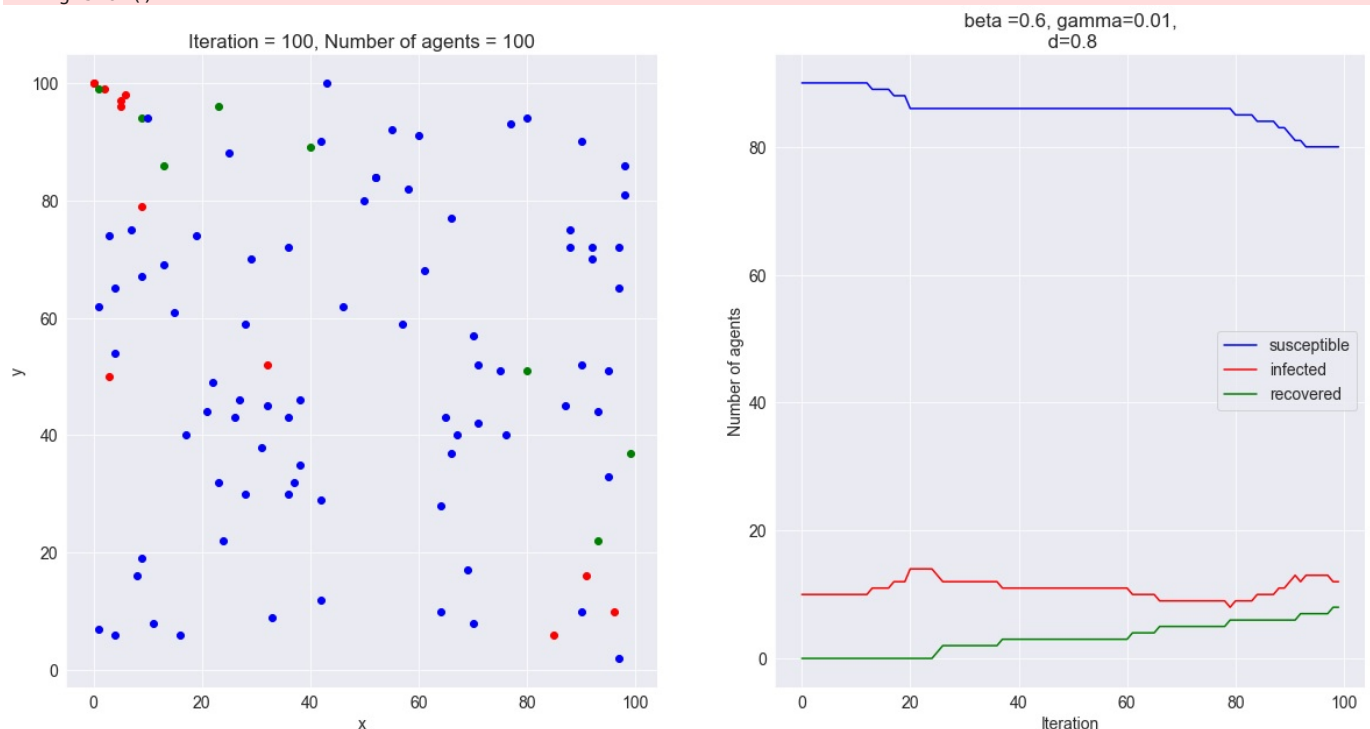 Iteration = 100, Number of agents = 100
100
80
60
40
20
0
y
0 20 40 60 80 100
x
beta =0.6, gamma=0.01,
d=0.8
80
60
40
20
0
Number of agents
susceptible
infected
recovered
0 20 40 60 80 100
Iteration